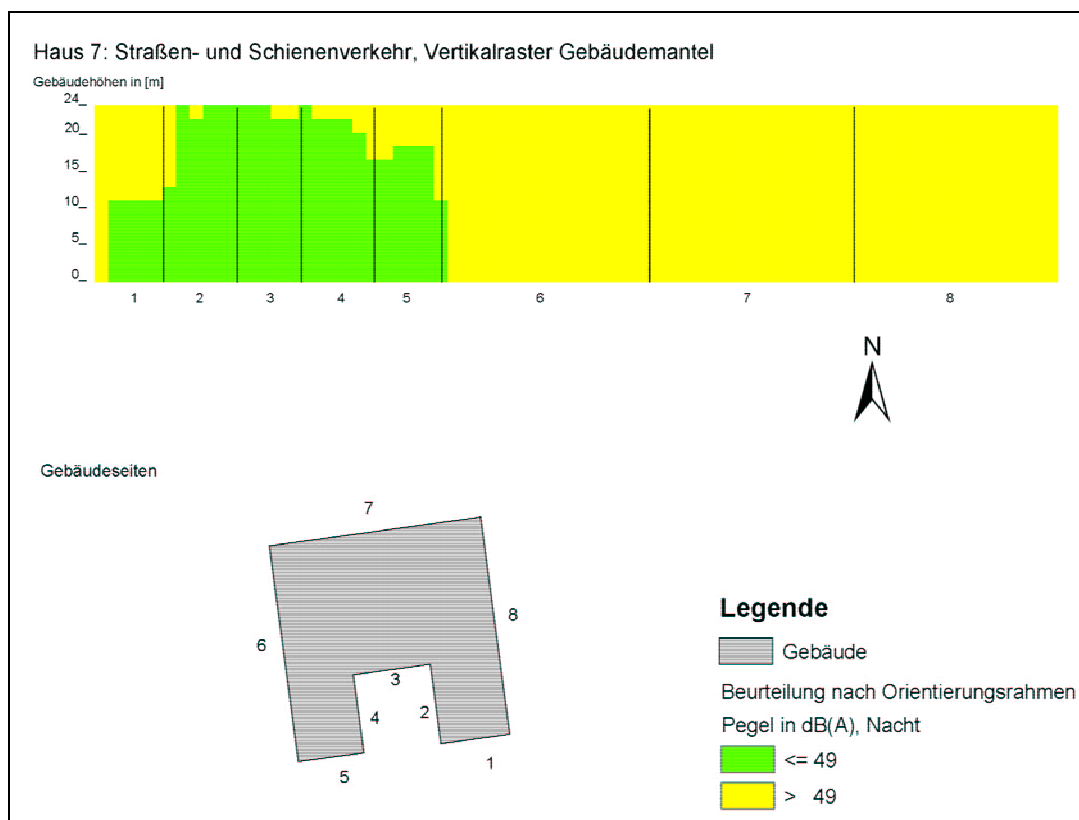 Haus 7: Straßen- und Schienenverkehr, Vertikalraster Gebäudemantel
Gebäudehöhen in [m]
24_
20_
15_
10_
5_
0_
1 2 3 4 5 6 7 8
N
Gebäudeseiten
7
8
6
3
4 2
5 1
Legende
Gebäude
Beurteilung nach Orientierungsrahmen
Pegel in dB(A), Nacht
<= 49
> 49